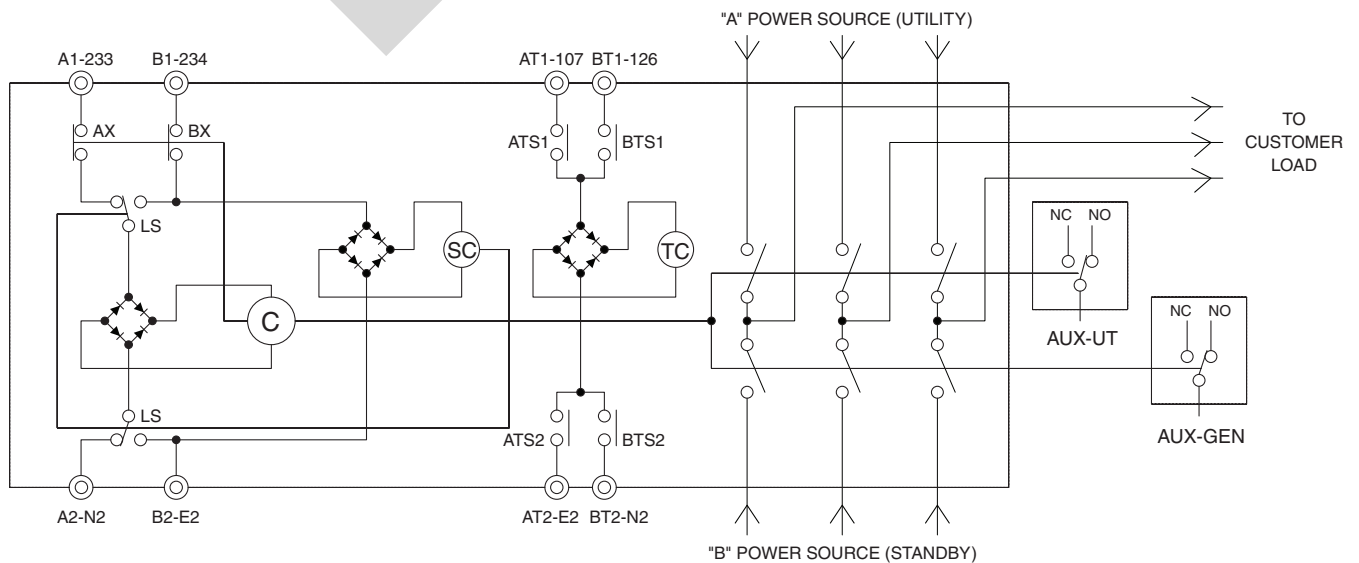 "A" POWER SOURCE (UTILITY)
A1-233
B1-234
AT1-107
BT1-126
AX
BX
ATS1
BTS1
TO
CUSTOMER
LOAD
LS
SC
TC
NC
NO
C
AUX-UT
NC
NO
LS
ATS2
BTS2
AUX-GEN
A2-N2
B2-E2
AT2-E2
BT2-N2
"B" POWER SOURCE (STANDBY)